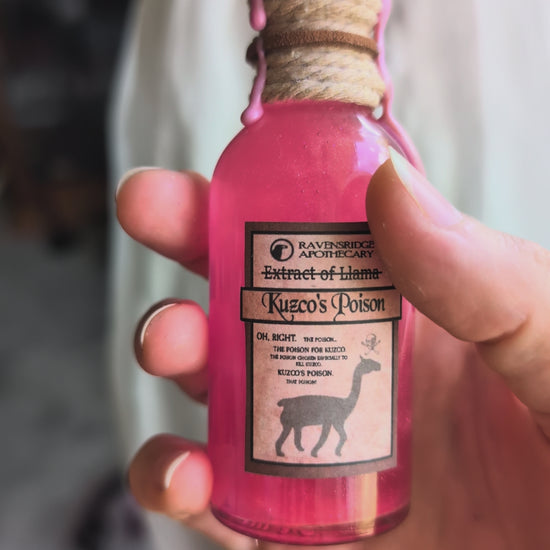 RAVENSRIDGE
APOTHECARY
Extract of Llama
Kuzco's Poison
OH, RIGHT. THE POISON...
THE POISON FOR KUZCO.
THE POISON CHOSEN ESPECIALLY TO
KILL KUZCO.
KUZCO'S POISON.
THAT POISON?